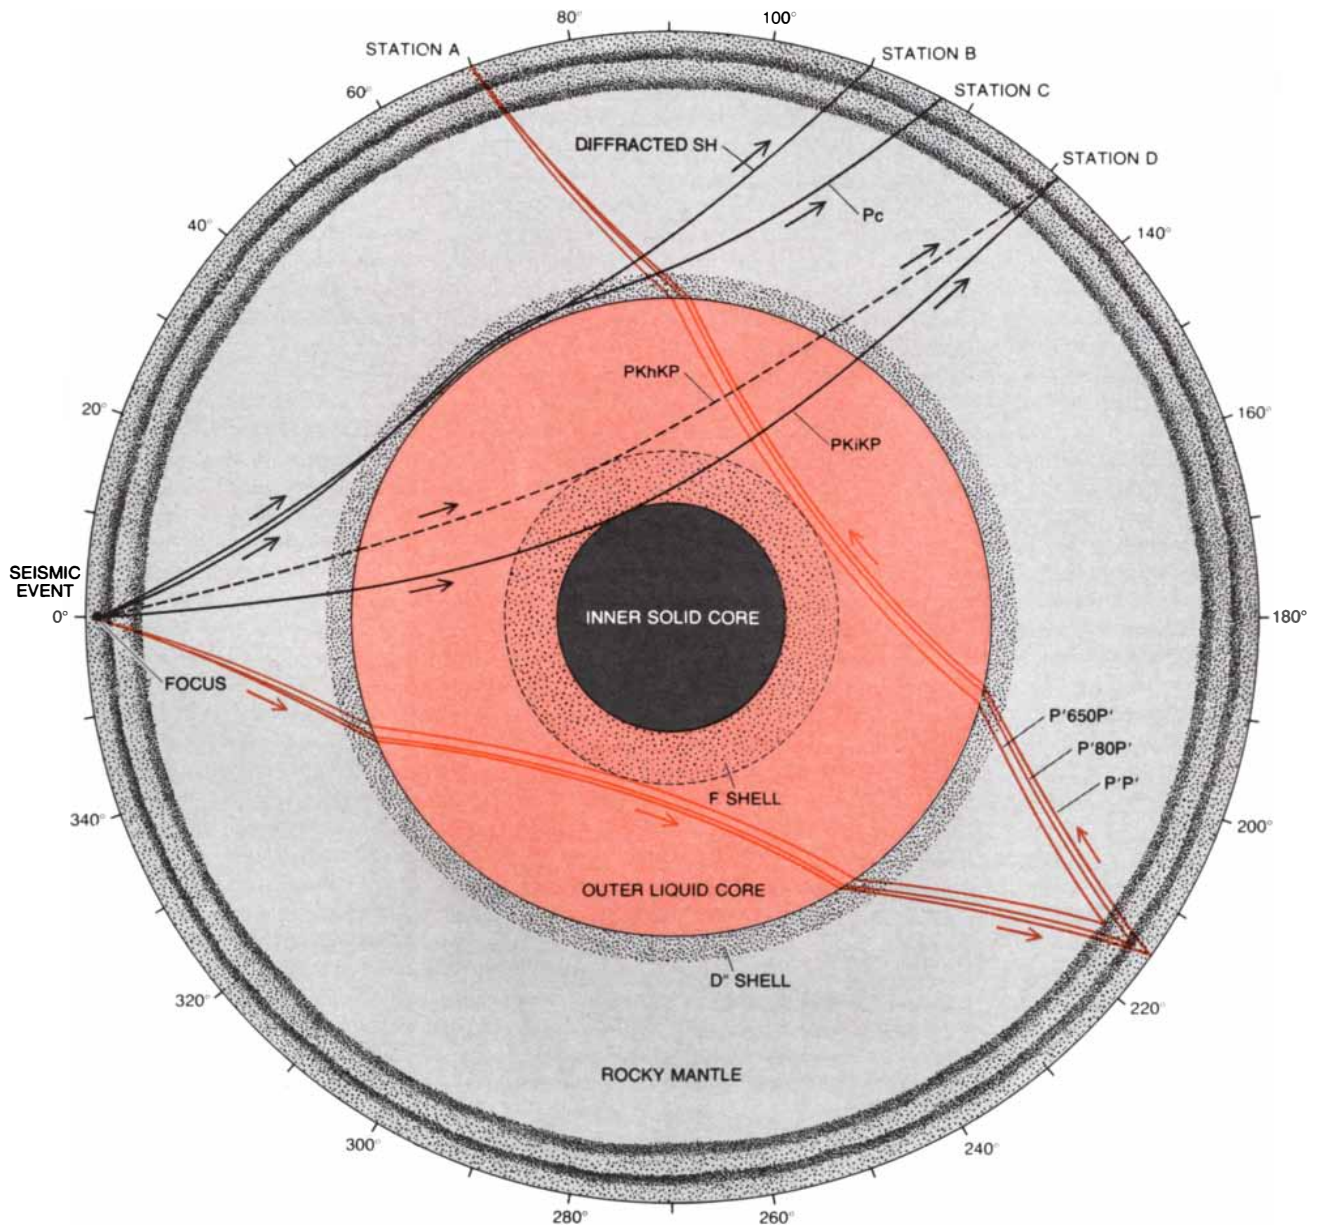 80°
100°
STATION A
STATION B
60°
STATION C
DIFFRACTED SH
STATION D
Pc
40°
140°
PKhKP
20°
160°
PKiKP
SEISMIC
EVENT
0°
INNER SOLID CORE
180°
FOCUS
P'650P'
P'80P'
P'P'
F SHELL
340°
200°
OUTER LIQUID CORE
D" SHELL
320°
220°
ROCKY MANTLE
300°
240°
280°
260°